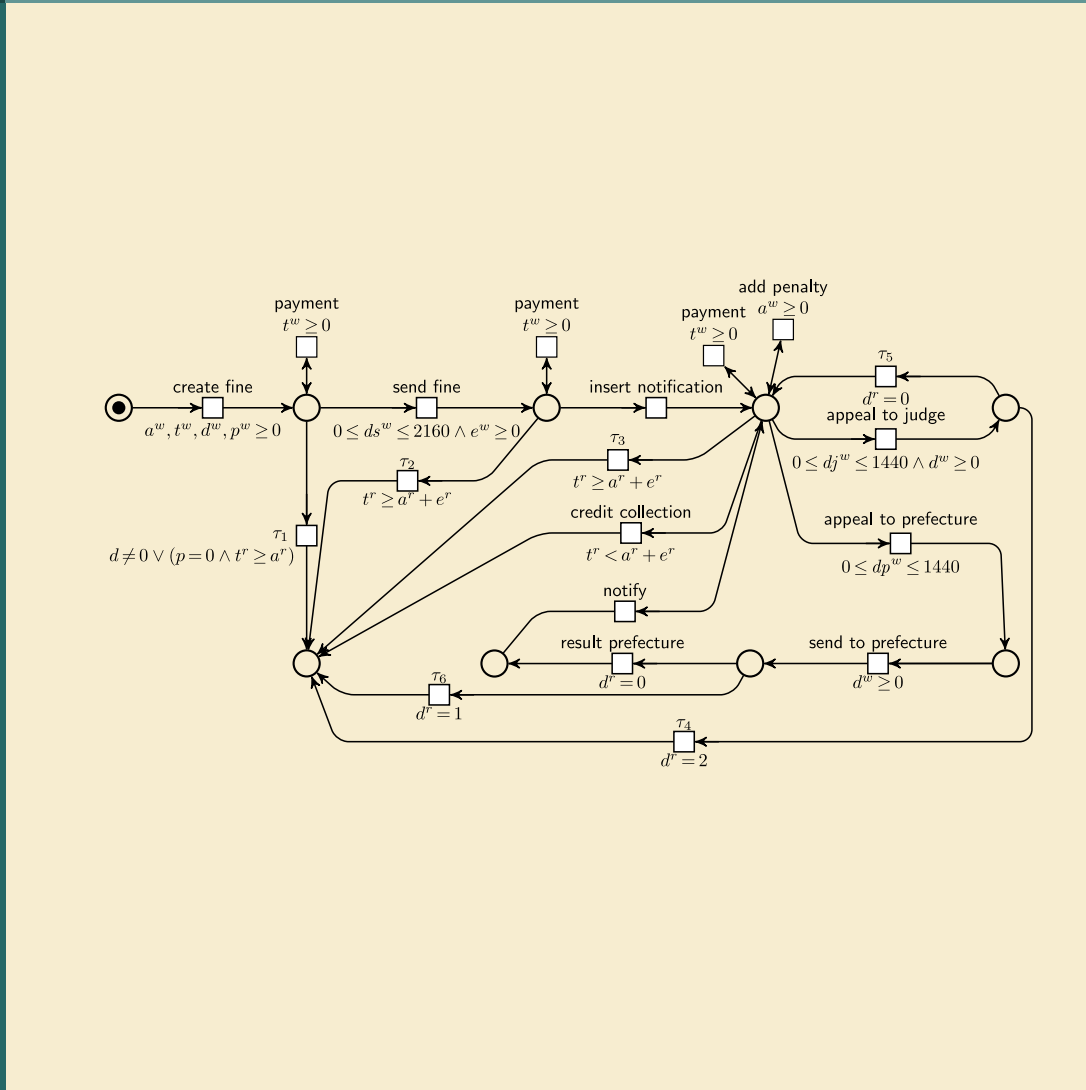 add penalty
a^w ≥ 0
payment
t^w ≥ 0
payment
t^w ≥ 0
payment
t^w ≥ 0
τ5
d^r = 0
create fine
a^w, t^w, d^w, p^w ≥ 0
send fine
0 ≤ ds^w ≤ 2160 ∧ e^w ≥ 0
insert notification
appeal to judge
0 ≤ dj^w ≤ 1440 ∧ d^w ≥ 0
τ3
t^r ≥ a^r + e^r
τ2
t^r ≥ a^r + e^r
credit collection
t^r < a^r + e^r
appeal to prefecture
0 ≤ dp^w ≤ 1440
τ1
d ≠ 0 ∨ (p = 0 ∧ t^r ≥ a^r)
notify
result prefecture
d^r = 0
send to prefecture
d^w ≥ 0
τ6
d^r = 1
τ4
d^r = 2